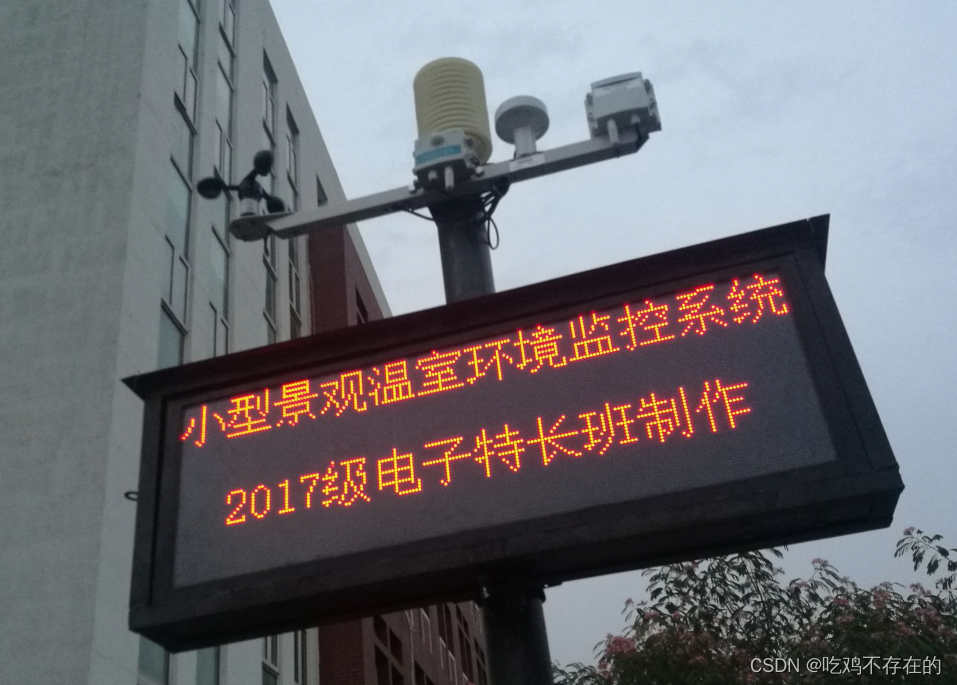 小型景观温室环境监控系统
2017级电子特长班制作
CSDN @吃鸡不存在的